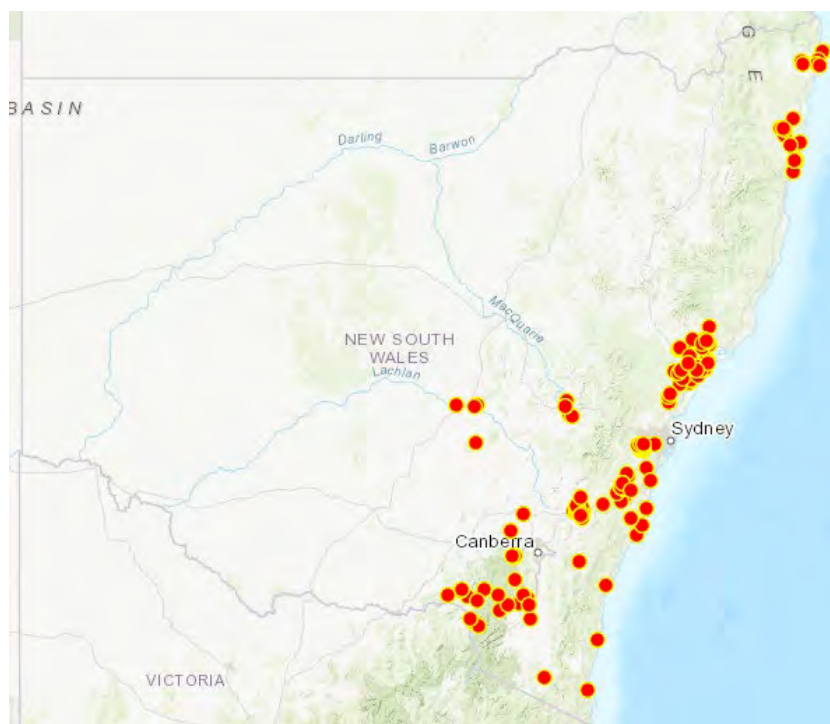 G
E
BASIN
Darling
Barwon
MacQuarie
NEW SOUTH
WALES
Lachlan
Sydney
Canberra
VICTORIA